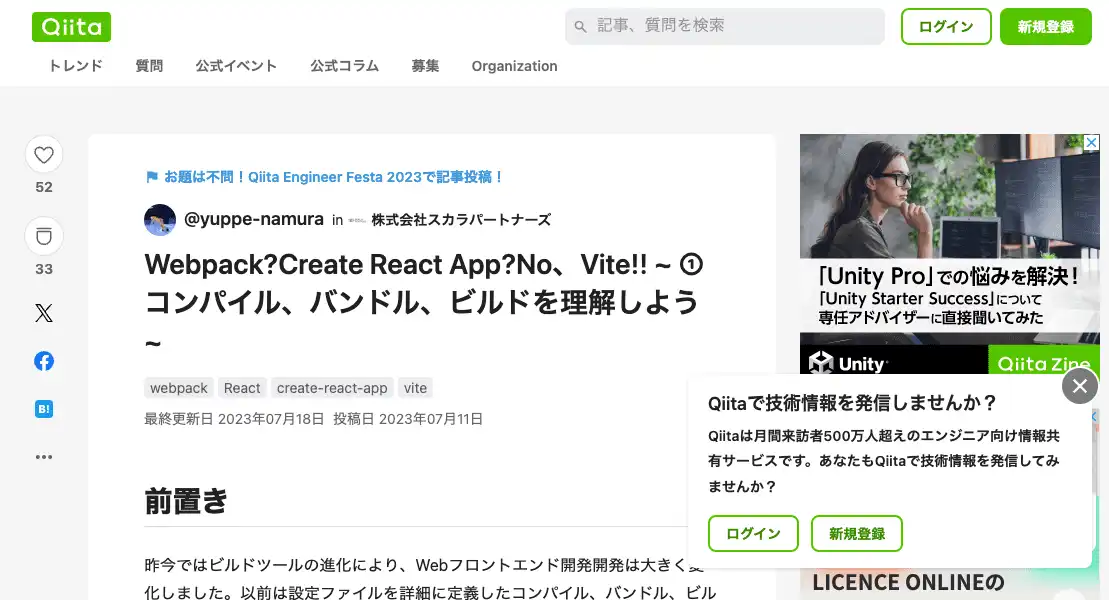 Qiita
記事、質問を検索
ログイン
新規登録
トレンド
質問
公式イベント
公式コラム
募集
Organization
52
33
B!
お題は不問！Qiita Engineer Festa 2023で記事投稿！
@yuppe-namura in 株式会社スカラパートナーズ
Webpack?Create React App?No、Vite!! ~ ①
コンパイル、バンドル、ビルドを理解しよう
~
webpack React create-react-app vite
最終更新日 2023年07月18日 投稿日 2023年07月11日
前置き
昨今ではビルドツールの進化により、Webフロントエンド開発開発は大きく変
化しました。以前は設定ファイルを詳細に定義したコンパイル、バンドル、ビル
「Unity Pro」での悩みを解決！
「Unity Starter Success」について
専任アドバイザーに直接聞いてみた
Unity
Qiita Zine
Qiitaで技術情報を発信しませんか？
Qiitaは月間来訪者500万人超えのエンジニア向け情報共
有サービスです。あなたもQiitaで技術情報を発信してみ
ませんか？
ログイン
新規登録
LICENCE ONLINEの